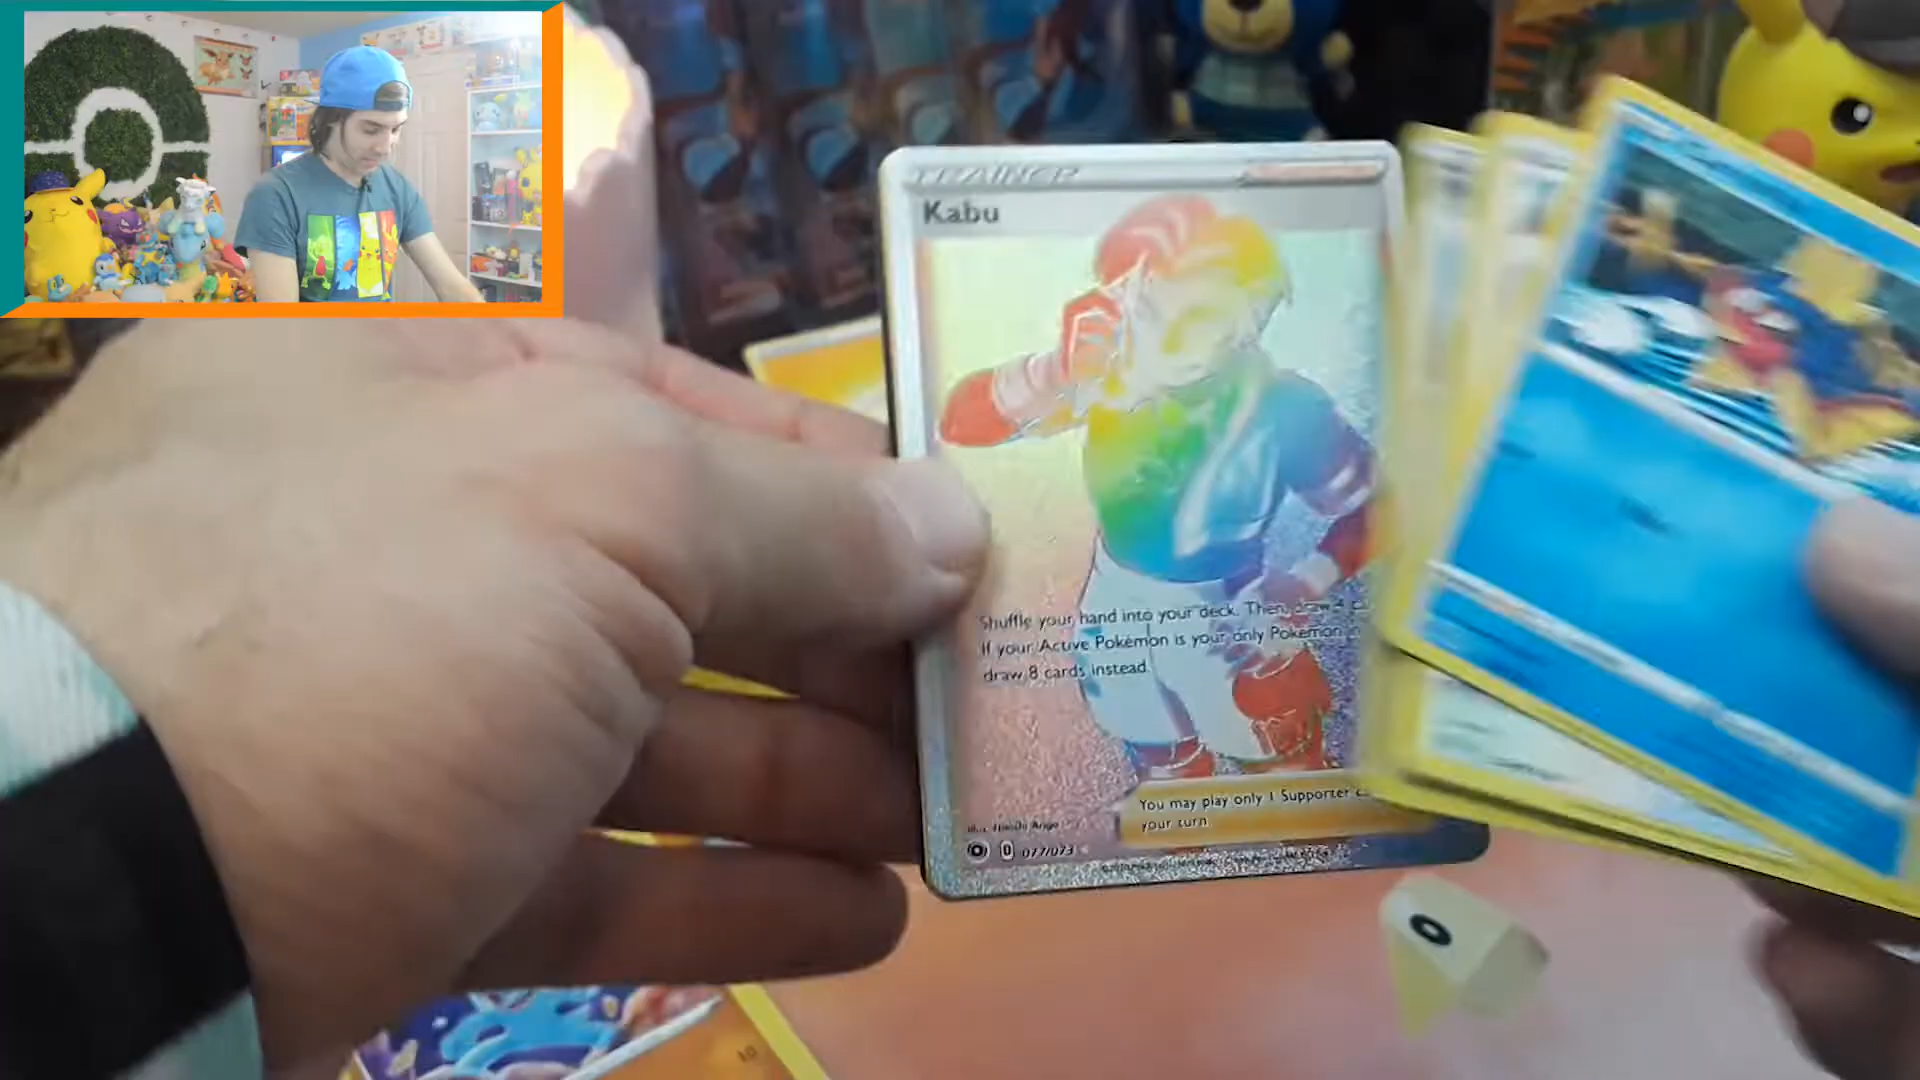 TRAINER
Kabu
Shuffle your hand into your deck. Then, draw 4
If your Active Pokémon is your only Pokémon
draw 8 cards instead.
You may play only 1 Supporter
your turn
077/073
10